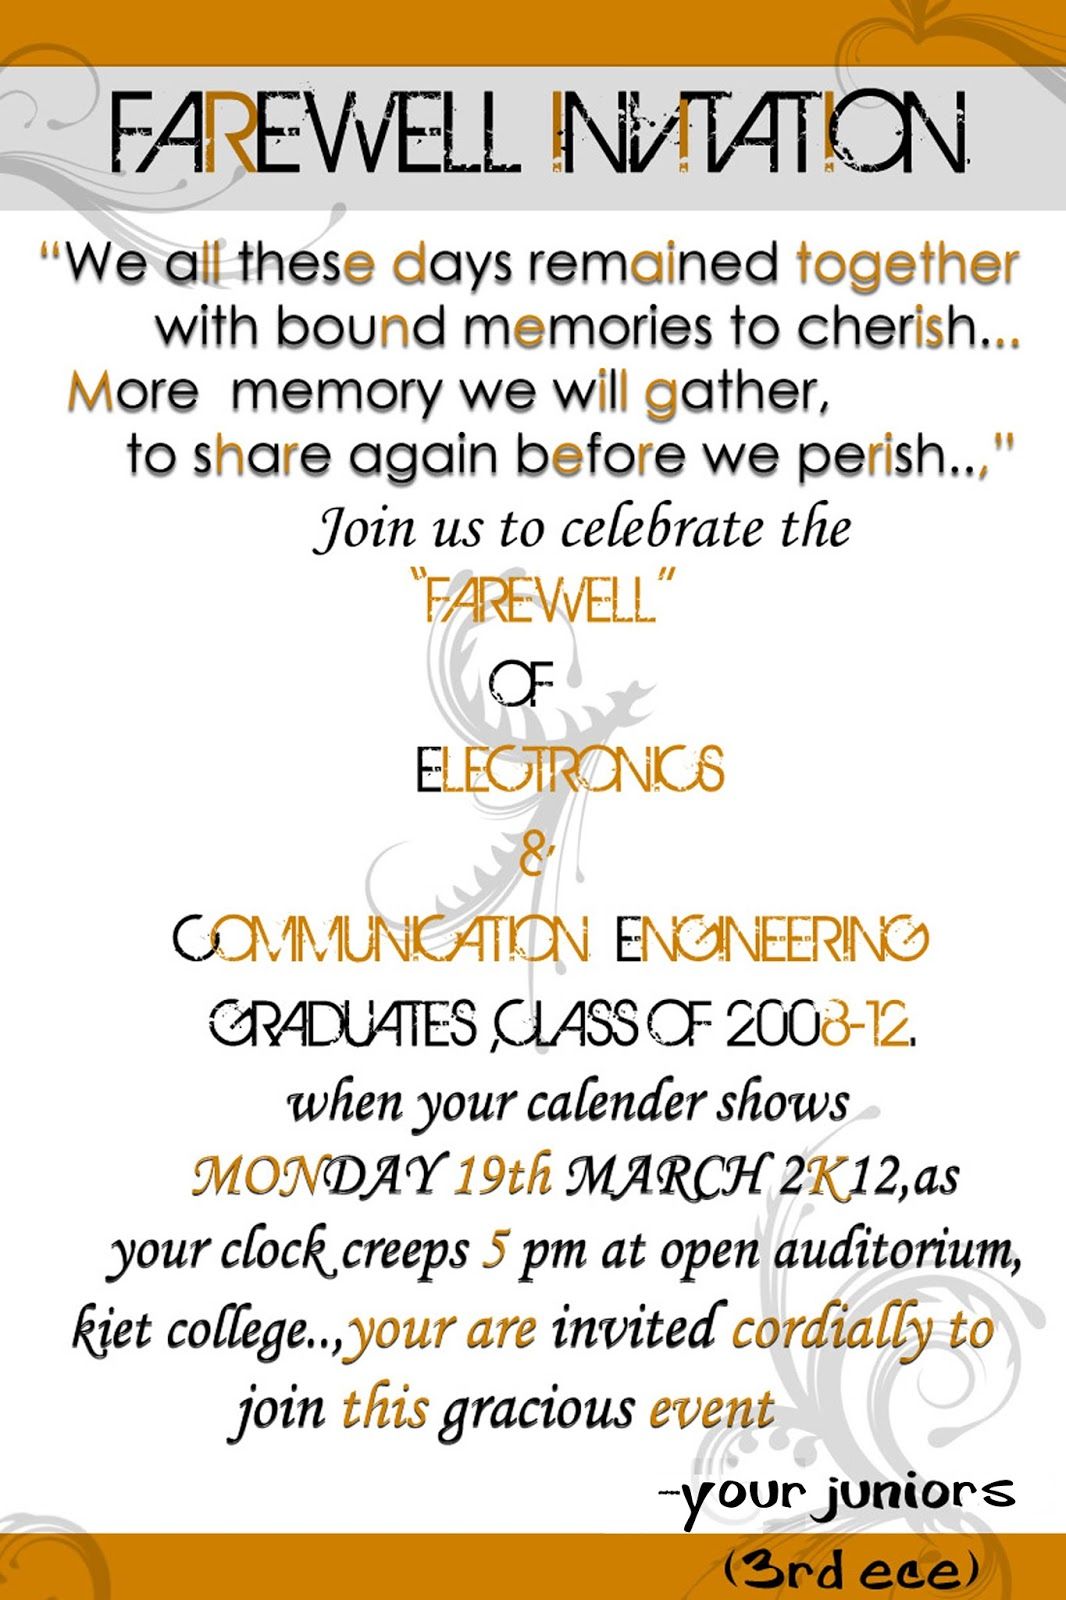 FAREWELL INVITATION
“We all these days remained together
with bound memories to cherish...
More memory we will gather,
to share again before we perish..,”
Join us to celebrate the
“FAREWELL”
OF
ELECTRONICS
&
COMMUNICATION ENGINEERING
GRADUATES ,CLASS OF 2008-12.
when your calender shows
MONDAY 19th MARCH 2K12,as
your clock creeps 5 pm at open auditorium,
kiet college..,your are invited cordially to
join this gracious event
-your juniors
(3rd ece)